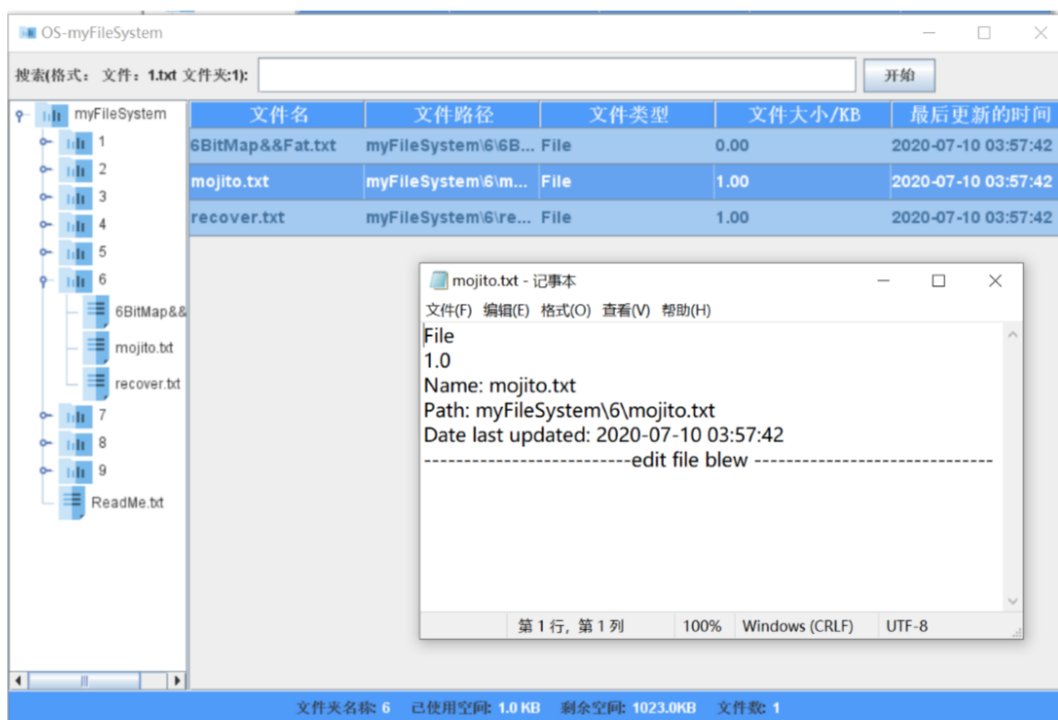 OS-myFileSystem
搜索(格式： 文件：1.txt 文件夹:1):
开始
myFileSystem
1
2
3
4
5
6
6BitMap&&
mojito.txt
recover.txt
7
8
9
ReadMe.txt
文件名 文件路径 文件类型 文件大小/KB 最后更新的时间
6BitMap&&Fat.txt myFileSystem\6\6B... File 0.00 2020-07-10 03:57:42
mojito.txt myFileSystem\6\m... File 1.00 2020-07-10 03:57:42
recover.txt myFileSystem\6\re... File 1.00 2020-07-10 03:57:42
mojito.txt - 记事本
文件(F) 编辑(E) 格式(O) 查看(V) 帮助(H)
File
1.0
Name: mojito.txt
Path: myFileSystem\6\mojito.txt
Date last updated: 2020-07-10 03:57:42
--------------------------edit file blew ------------------------------
第 1 行，第 1 列 100% Windows (CRLF) UTF-8
文件夹名称: 6 已使用空间: 1.0 KB 剩余空间: 1023.0KB 文件数: 1